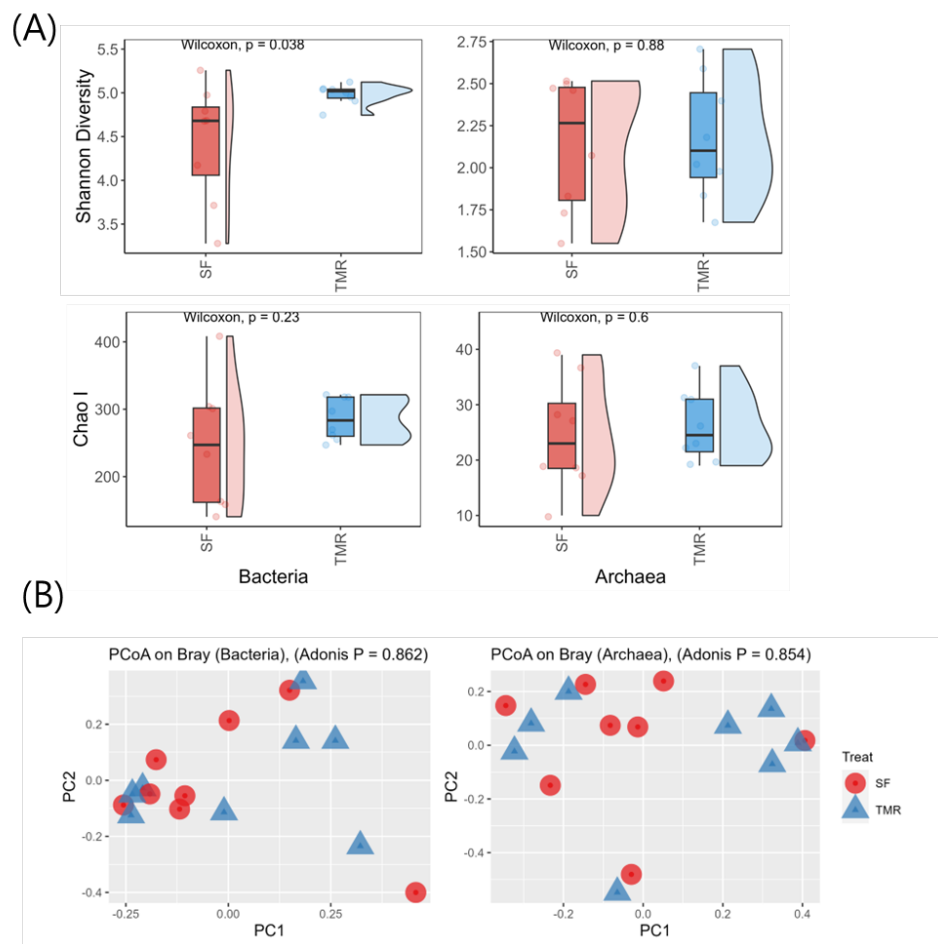 (A)
Wilcoxon, p = 0.038
Wilcoxon, p = 0.88
Shannon Diversity
5.5
5.0
4.5
4.0
3.5
2.75
2.50
2.25
2.00
1.75
1.50
SF
TMR
SF
TMR
Wilcoxon, p = 0.23
Wilcoxon, p = 0.6
Chao I
400
300
200
40
30
20
10
SF
TMR
SF
TMR
Bacteria
Archaea
(B)
PCoA on Bray (Bacteria), (Adonis P = 0.862)
PCoA on Bray (Archaea), (Adonis P = 0.854)
PC2
0.2
0.0
-0.2
-0.4
-0.25
0.00
0.25
PC1
PC2
0.2
0.0
-0.2
-0.4
-0.2
0.0
0.2
0.4
PC1
Treat
SF
TMR